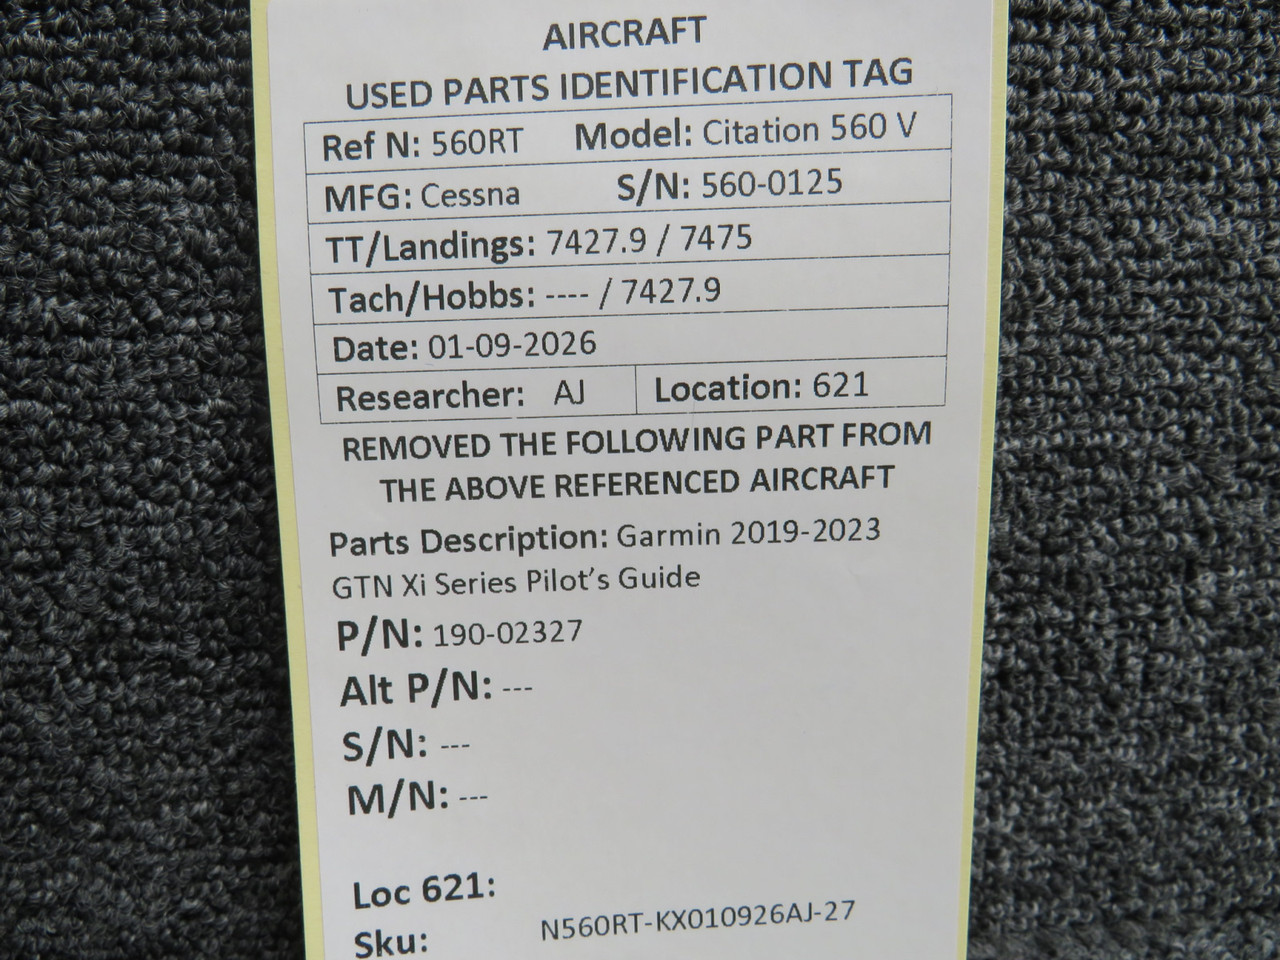 AIRCRAFT
USED PARTS IDENTIFICATION TAG
Ref N: 560RT Model: Citation 560 V
MFG: Cessna S/N: 560-0125
TT/Landings: 7427.9 / 7475
Tach/Hobbs: ---- / 7427.9
Date: 01-09-2026
Researcher: AJ Location: 621
REMOVED THE FOLLOWING PART FROM
THE ABOVE REFERENCED AIRCRAFT
Parts Description: Garmin 2019-2023
GTN Xi Series Pilot’s Guide
P/N: 190-02327
Alt P/N: ---
S/N: ---
M/N: ---
Loc 621:
Sku: N560RT-KX010926AJ-27